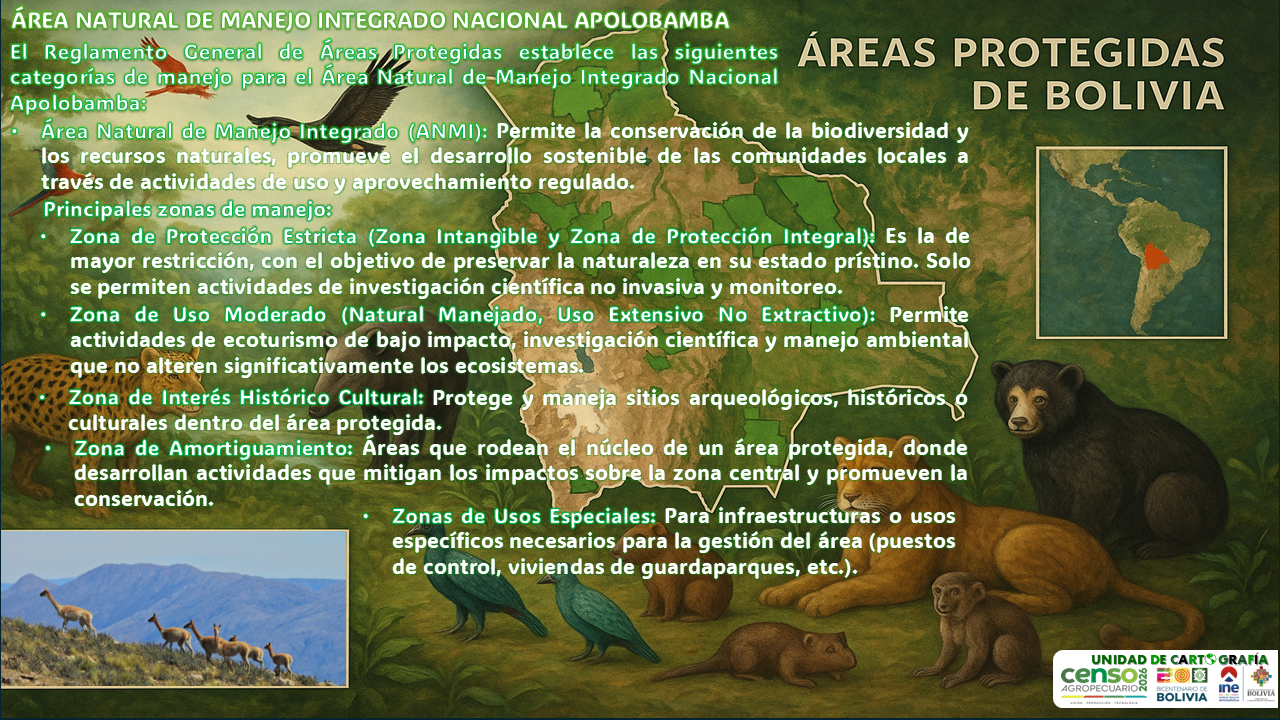 ÁREA NATURAL DE MANEJO INTEGRADO NACIONAL APOLOBAMBA
El Reglamento General de Áreas Protegidas establece las siguientes
categorías de manejo para el Área Natural de Manejo Integrado Nacional
Apolobamba:
• Área Natural de Manejo Integrado (ANMI): Permite la conservación de la biodiversidad y
los recursos naturales, promueve el desarrollo sostenible de las comunidades locales a
través de actividades de uso y aprovechamiento regulado.
Principales zonas de manejo:
• Zona de Protección Estricta (Zona Intangible y Zona de Protección Integral): Es la de
mayor restricción, con el objetivo de preservar la naturaleza en su estado prístino. Solo
se permiten actividades de investigación científica no invasiva y monitoreo.
• Zona de Uso Moderado (Natural Manejado, Uso Extensivo No Extractivo): Permite
actividades de ecoturismo de bajo impacto, investigación científica y manejo ambiental
que no alteren significativamente los ecosistemas.
• Zona de Interés Histórico Cultural: Protege y maneja sitios arqueológicos, históricos o
culturales dentro del área protegida.
• Zona de Amortiguamiento: Áreas que rodean el núcleo de un área protegida, donde
desarrollan actividades que mitigan los impactos sobre la zona central y promueven la
conservación.
• Zonas de Usos Especiales: Para infraestructuras o usos
específicos necesarios para la gestión del área (puestos
de control, viviendas de guardaparques, etc.).
ÁREAS PROTEGIDAS
DE BOLIVIA
UNIDAD DE CARTOGRAFÍA
censo
AGROPECUARIO
2026
BICENTENARIO DE
BOLIVIA
ine
BOLIVIA